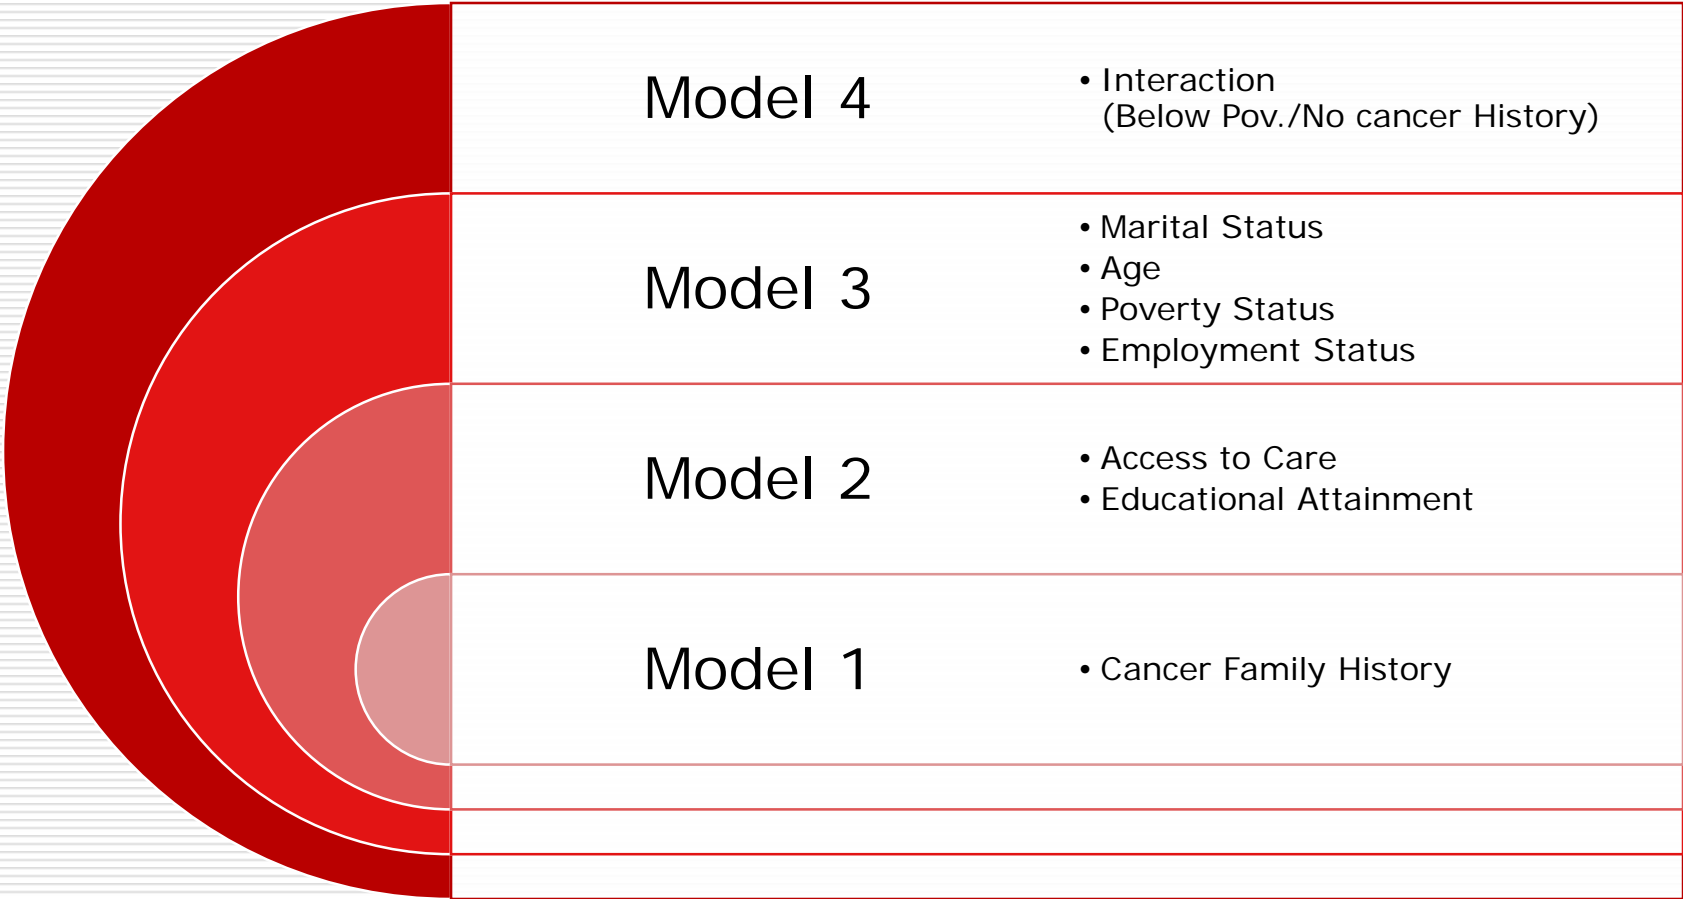 Model 4
• Interaction
(Below Pov./No cancer History)
Model 3
• Marital Status
• Age
• Poverty Status
• Employment Status
Model 2
• Access to Care
• Educational Attainment
Model 1
• Cancer Family History